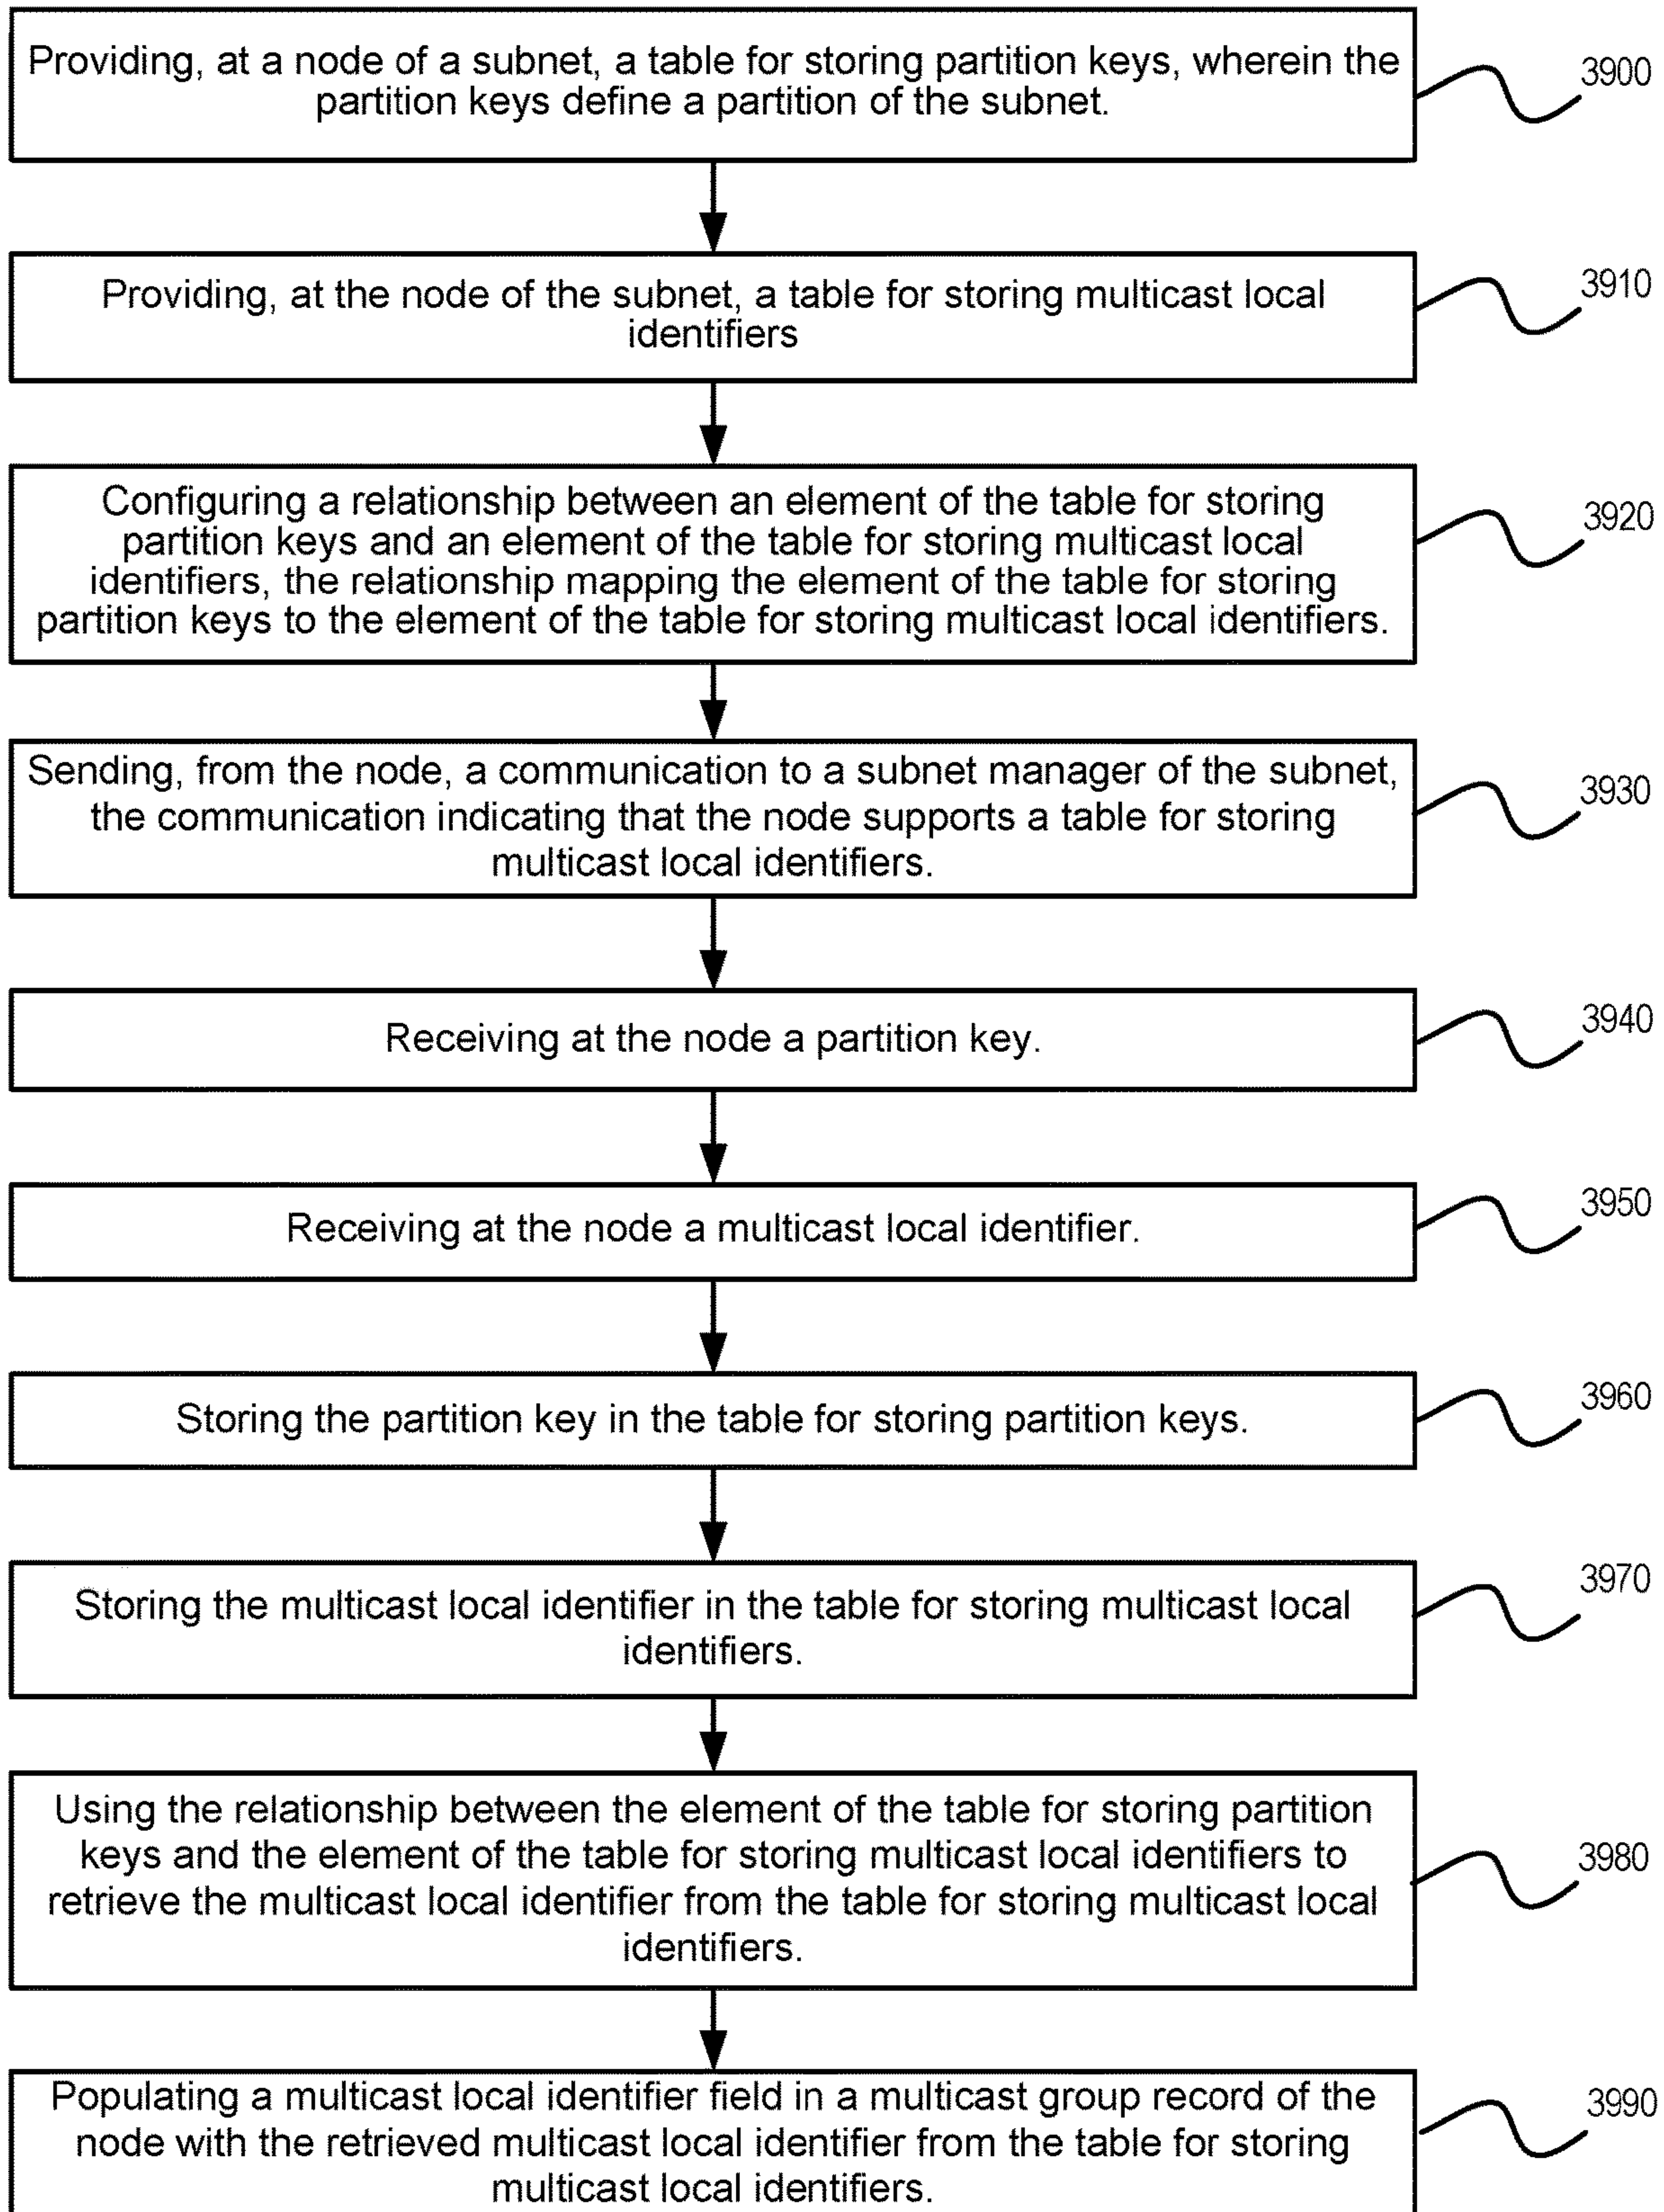 Providing, at a node of a subnet, a table for storing partition keys, wherein the
partition keys define a partition of the subnet.
3900
Providing, at the node of the subnet, a table for storing multicast local
identifiers
3910
Configuring a relationship between an element of the table for storing
partition keys and an element of the table for storing multicast local
identifiers, the relationship mapping the element of the table for storing
partition keys to the element of the table for storing multicast local identifiers.
3920
Sending, from the node, a communication to a subnet manager of the subnet,
the communication indicating that the node supports a table for storing
multicast local identifiers.
3930
Receiving at the node a partition key.
3940
Receiving at the node a multicast local identifier.
3950
Storing the partition key in the table for storing partition keys.
3960
Storing the multicast local identifier in the table for storing multicast local
identifiers.
3970
Using the relationship between the element of the table for storing partition
keys and the element of the table for storing multicast local identifiers to
retrieve the multicast local identifier from the table for storing multicast local
identifiers.
3980
Populating a multicast local identifier field in a multicast group record of the
node with the retrieved multicast local identifier from the table for storing
multicast local identifiers.
3990